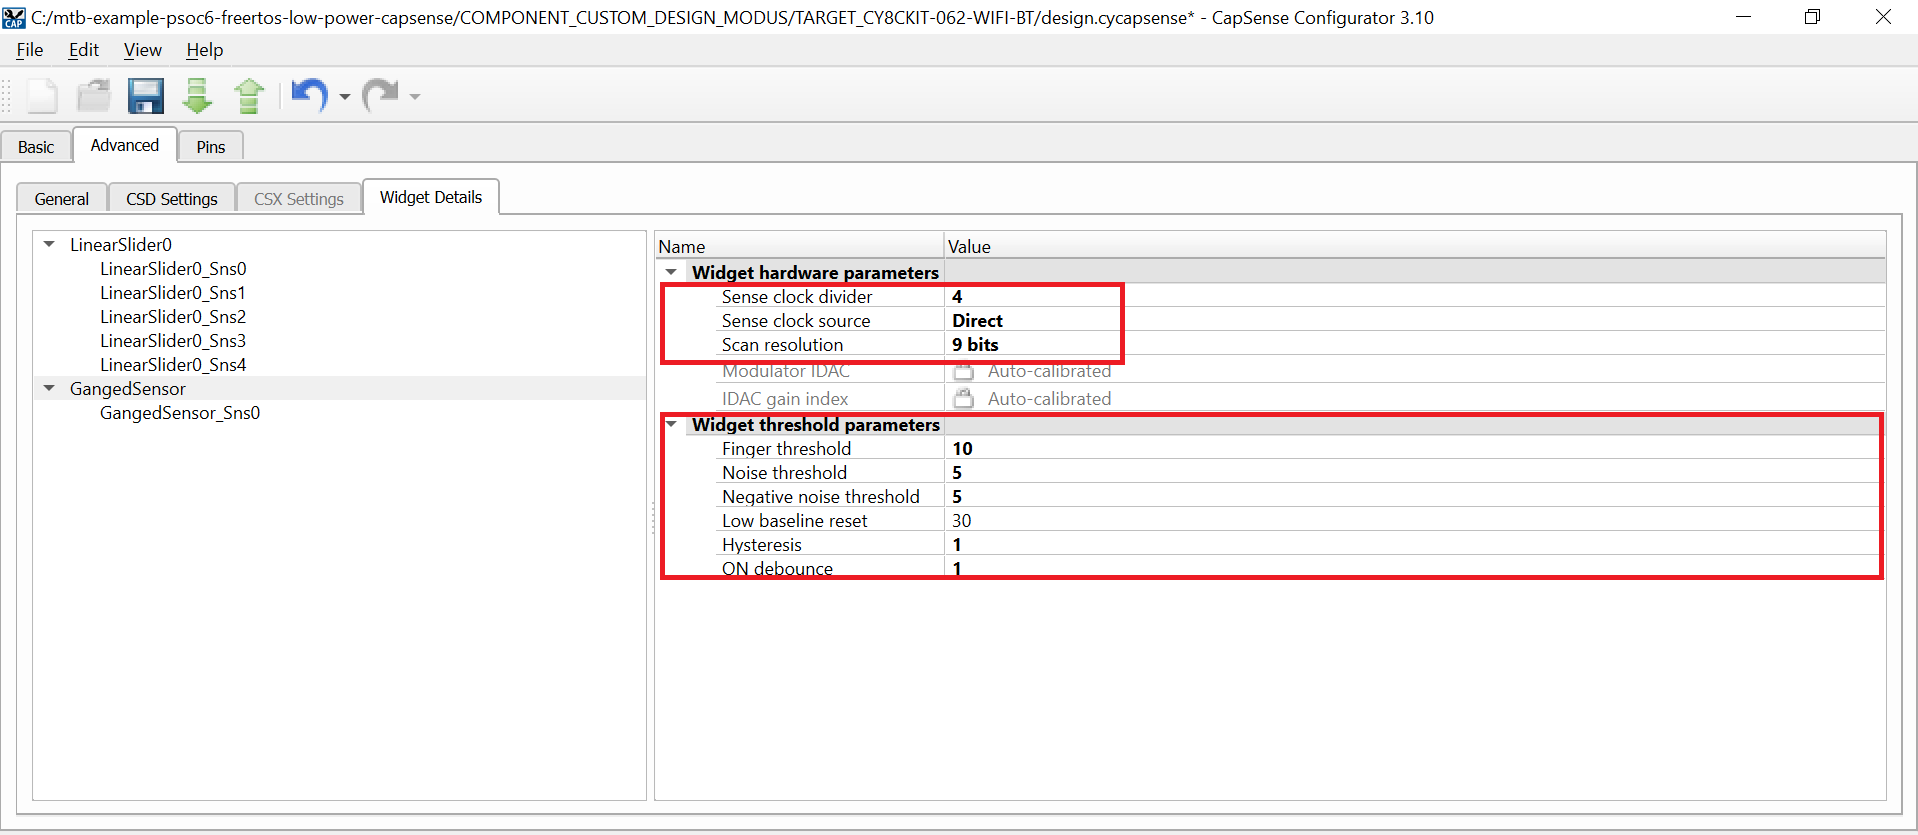 CAP C:/mtb-example-psoc6-freertos-low-power-capsense/COMPONENT_CUSTOM_DESIGN_MODUS/TARGET_CY8CKIT-062-WIFI-BT/design.cycapsense* - CapSense Configurator 3.10
File Edit View Help
Basic Advanced Pins
General CSD Settings CSX Settings Widget Details
LinearSlider0
LinearSlider0_Sns0
LinearSlider0_Sns1
LinearSlider0_Sns2
LinearSlider0_Sns3
LinearSlider0_Sns4
GangedSensor
GangedSensor_Sns0
Name Value
Widget hardware parameters
Sense clock divider 4
Sense clock source Direct
Scan resolution 9 bits
Modulator IDAC Auto-calibrated
IDAC gain index Auto-calibrated
Widget threshold parameters
Finger threshold 10
Noise threshold 5
Negative noise threshold 5
Low baseline reset 30
Hysteresis 1
ON debounce 1